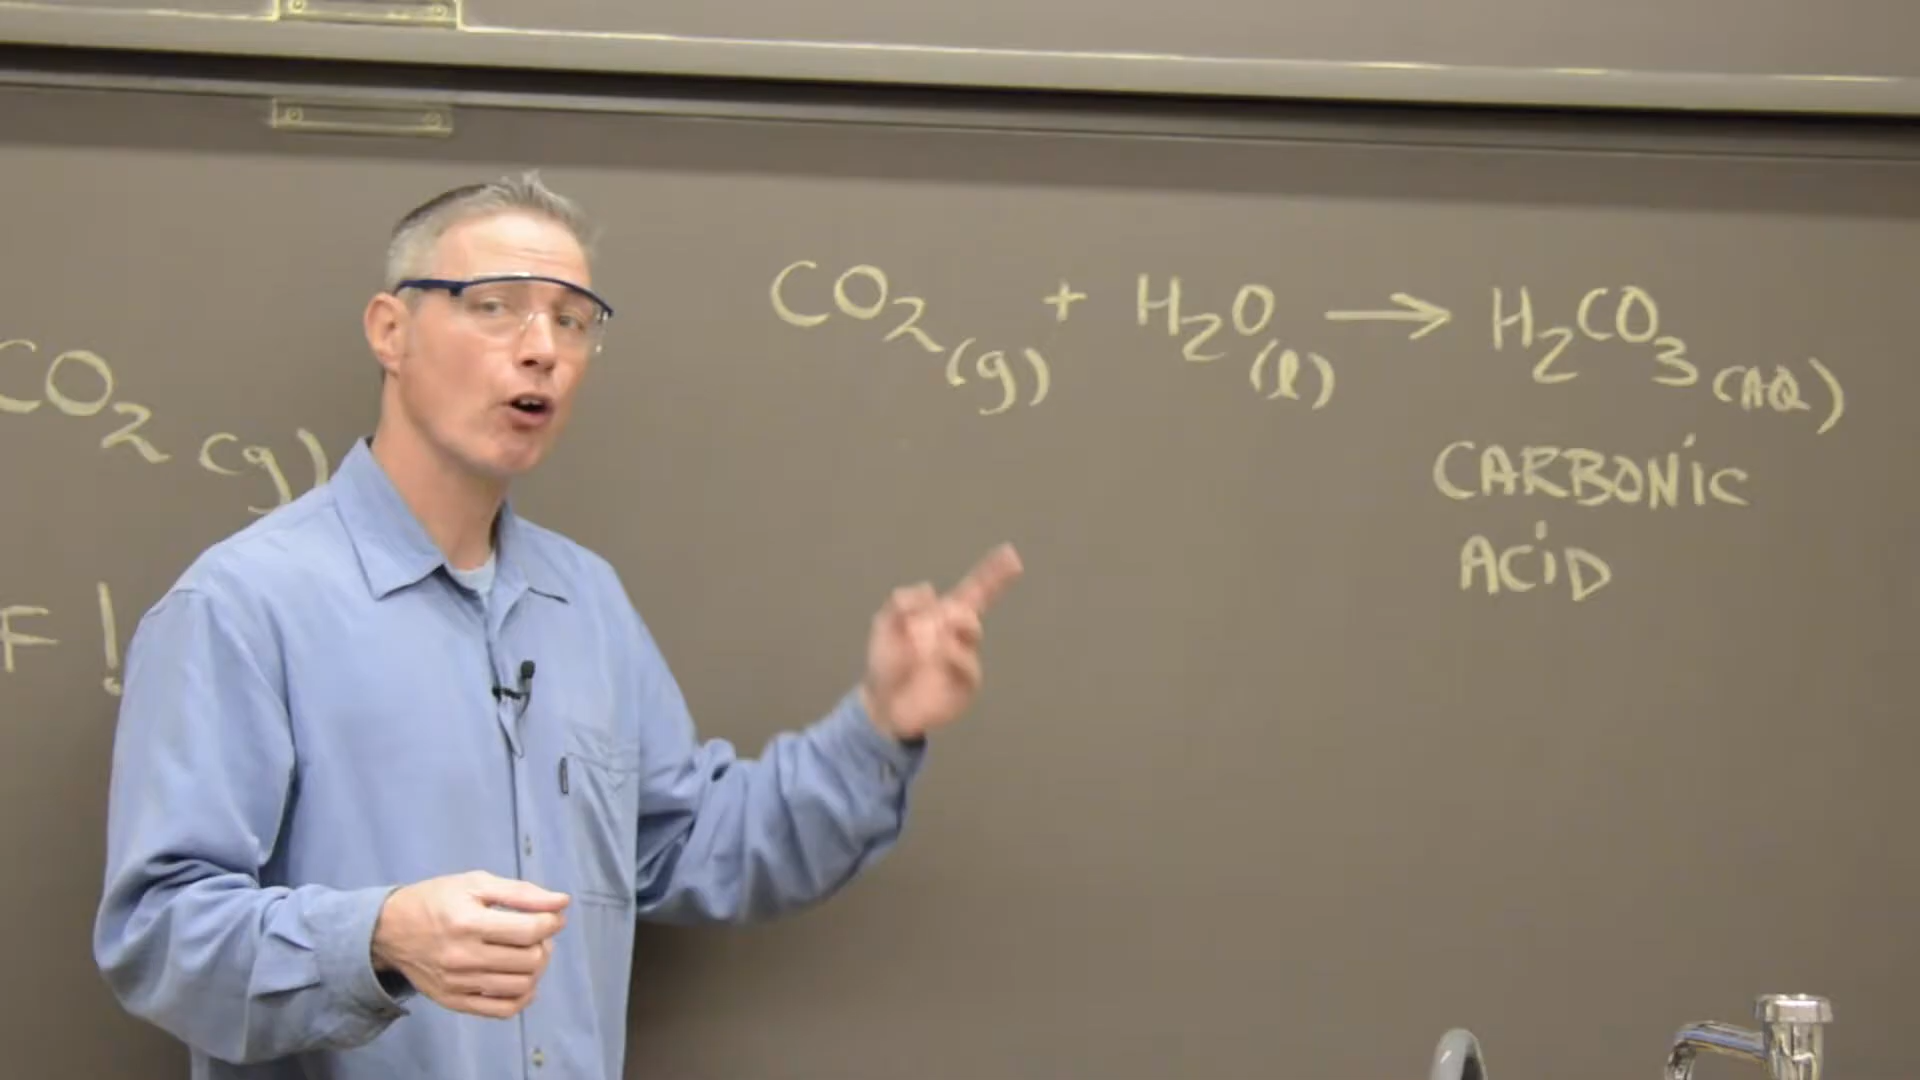 CO₂(g) + H₂O(l) → H₂CO₃(AQ)
CARBONIC
ACID
CO₂(g)
F!